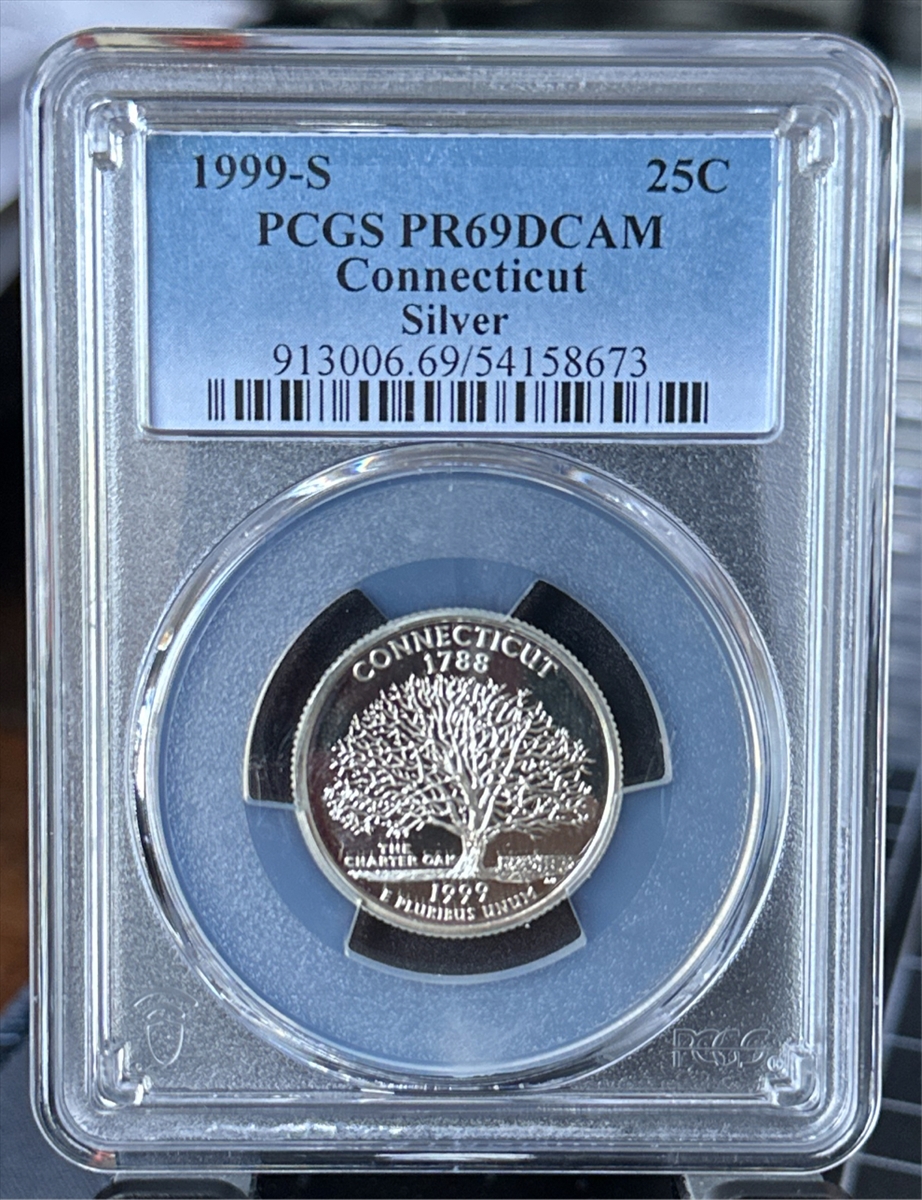 1999-S 25C
PCGS PR69DCAM
Connecticut
Silver
913006.69/54158673
CONNECTICUT
1788
THE
CHARTER OAK
1999
E PLURIBUS UNUM
PCGS